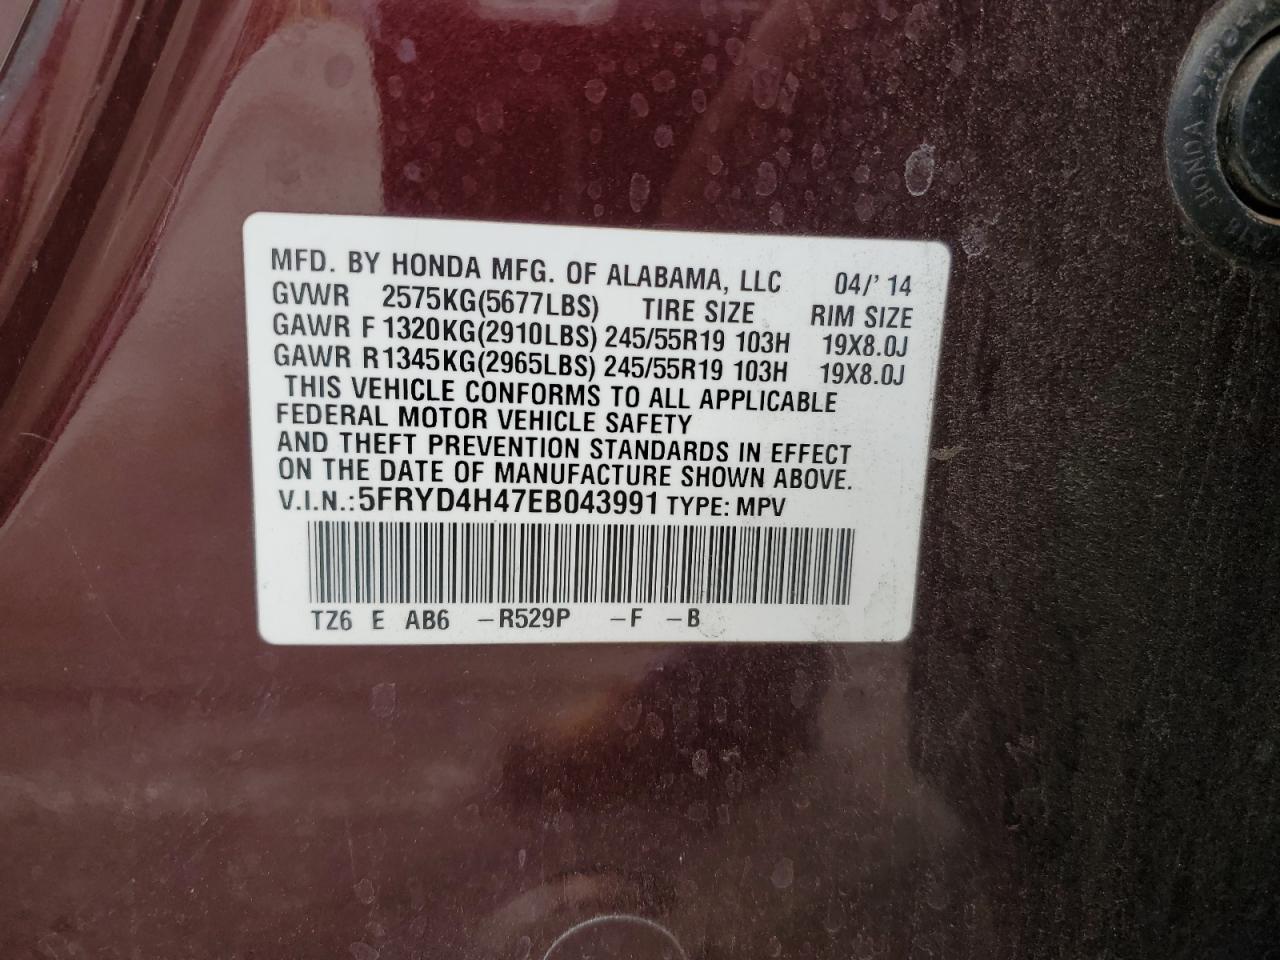 MFD. BY HONDA MFG. OF ALABAMA, LLC 04/' 14
GVWR 2575KG(5677LBS) TIRE SIZE RIM SIZE
GAWR F 1320KG(2910LBS) 245/55R19 103H 19X8.0J
GAWR R1345KG(2965LBS) 245/55R19 103H 19X8.0J
THIS VEHICLE CONFORMS TO ALL APPLICABLE
FEDERAL MOTOR VEHICLE SAFETY
AND THEFT PREVENTION STANDARDS IN EFFECT
ON THE DATE OF MANUFACTURE SHOWN ABOVE.
V.I.N.: 5FRYD4H47EB043991 TYPE: MPV
TZ6 E AB6 -R529P -F -B
HONDA